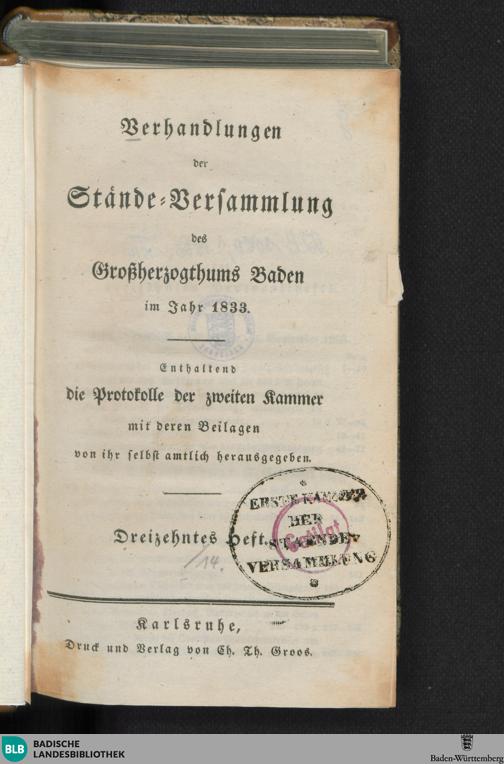 Verhandlungen
der
Stände-Versammlung
des
Großherzogthums Baden
im Jahr 1833.
Enthaltend
die Protokolle der zweiten Kammer
mit deren Beilagen
von ihr selbst amtlich herausgegeben.
Dreizehntes Heft.
/14.
ERSTE KAMMER
DER
STAENDE
VERSAMMLUNG
Getilgt
Karlsruhe,
Druck und Verlag von Ch. Th. Groos.
BLB
BADISCHE
LANDESBIBLIOTHEK
Baden-Württemberg